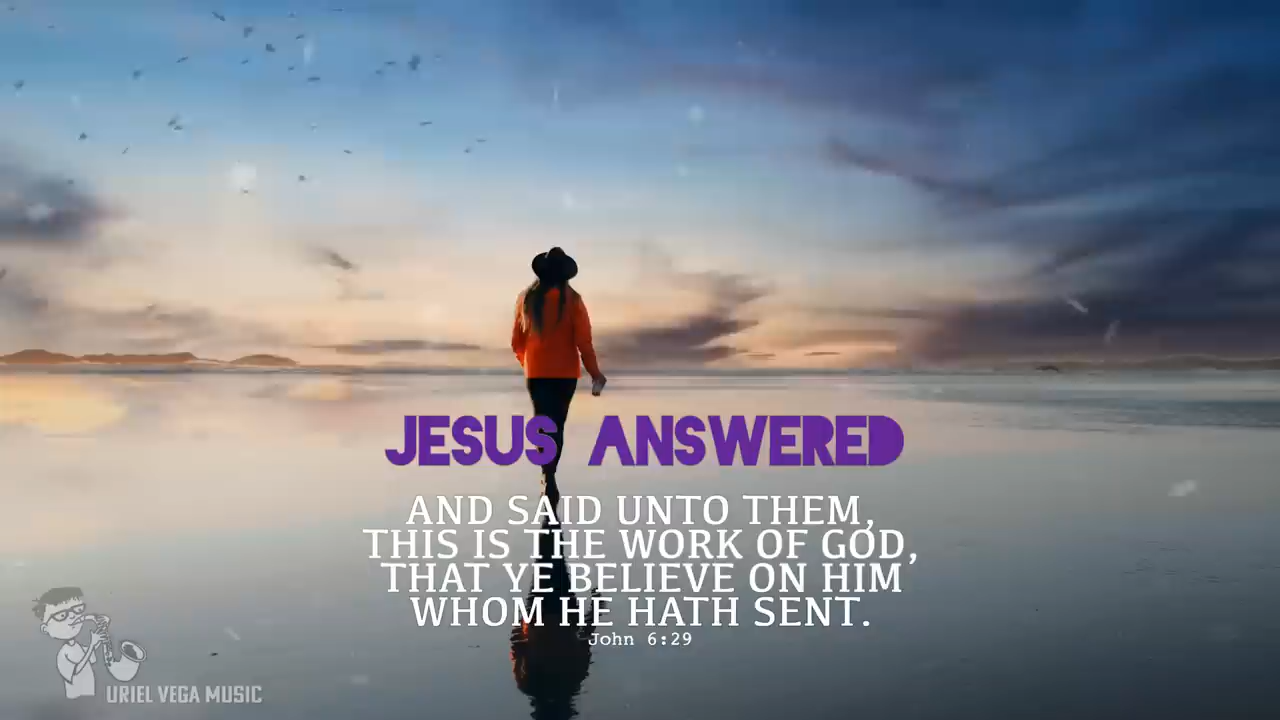 JESUS ANSWERED
AND SAID UNTO THEM,
THIS IS THE WORK OF GOD,
THAT YE BELIEVE ON HIM
WHOM HE HATH SENT.
John 6:29
URIEL VEGA MUSIC